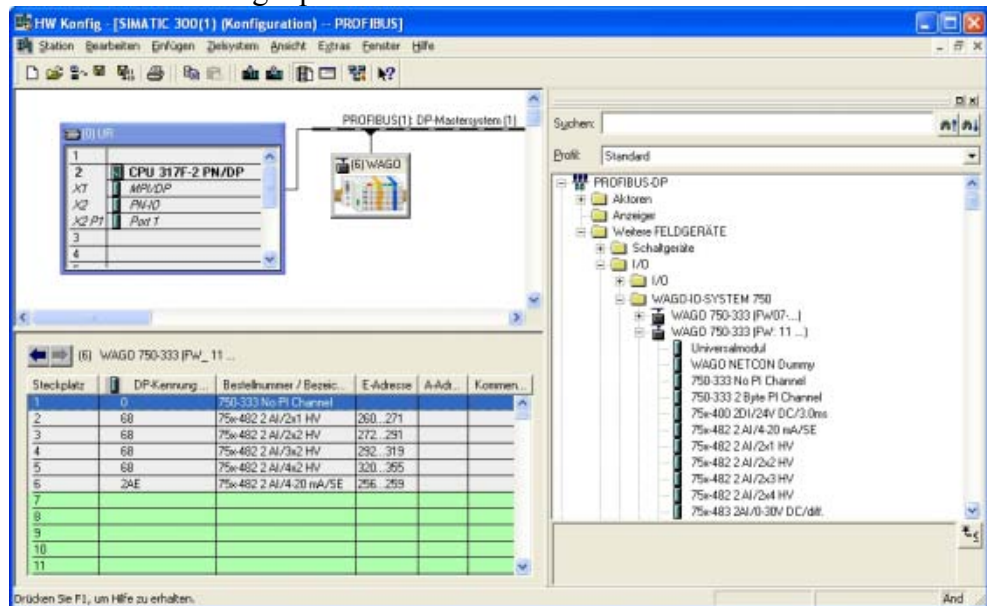 HW Konfig - [SIMATIC 300(1) (Konfiguration) -- PROFIBUS]
Station Bearbeiten Einfügen Zielsystem Ansicht Extras Fenster Hilfe
(0) UR
1
2 CPU 317F-2 PN/DP
X1 MPI/DP
X2 PN-IO
X2 P1 Port 1
3
4
PROFIBUS(1): DP-Mastersystem (1)
(6) WAGO
Suchen:
Profil: Standard
PROFIBUS-DP
Aktoren
Anzeiger
Weitere FELDGERÄTE
Schaltgeräte
I/O
I/O
WAGO-IO-SYSTEM 750
WAGO 750-333 (FW07-...)
WAGO 750-333 (FW: 11 ...)
Universalmodul
WAGO NETCON Dummy
750-333 No PI Channel
750-333 2 Byte PI Channel
75x-400 2DI/24V DC/3.0ms
75x-482 2 AI/4-20 mA/SE
75x-482 2 AI/2x1 HV
75x-482 2 AI/2x2 HV
75x-482 2 AI/2x3 HV
75x-482 2 AI/2x4 HV
75x-483 2AI/0-30V DC/diff.
(6) WAGO 750-333 (FW_ 11 ...
Steckplatz DP-Kennung ... Bestellnummer / Bezeic... E-Adresse A-Adr... Kommen...
1 0 750-333 No PI Channel
2 68 75x-482 2 AI/2x1 HV 260...271
3 68 75x-482 2 AI/2x2 HV 272...291
4 68 75x-482 2 AI/3x2 HV 292...319
5 68 75x-482 2 AI/4x2 HV 320...355
6 2AE 75x-482 2 AI/4-20 mA/SE 256...259
7
8
9
10
11
Drücken Sie F1, um Hilfe zu erhalten.
Änd